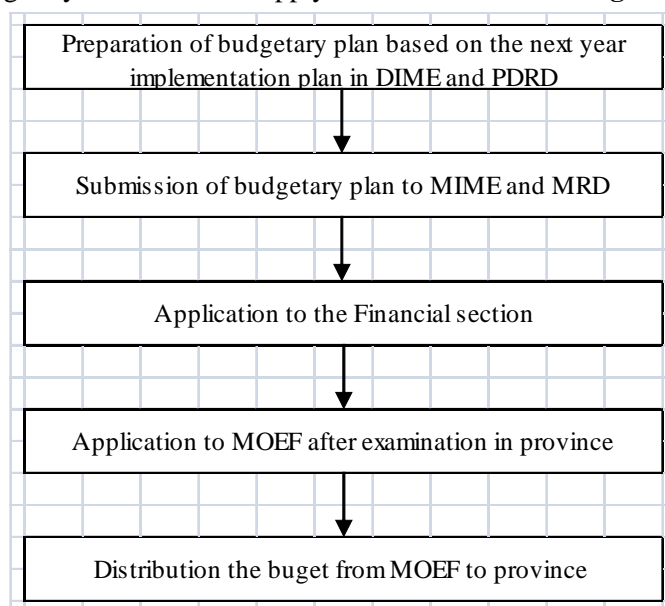 Preparation of budgetary plan based on the next year
implementation plan in DIME and PDRD
Submission of budgetary plan to MIME and MRD
Application to the Financial section
Application to MOEF after examination in province
Distribution the buget from MOEF to province